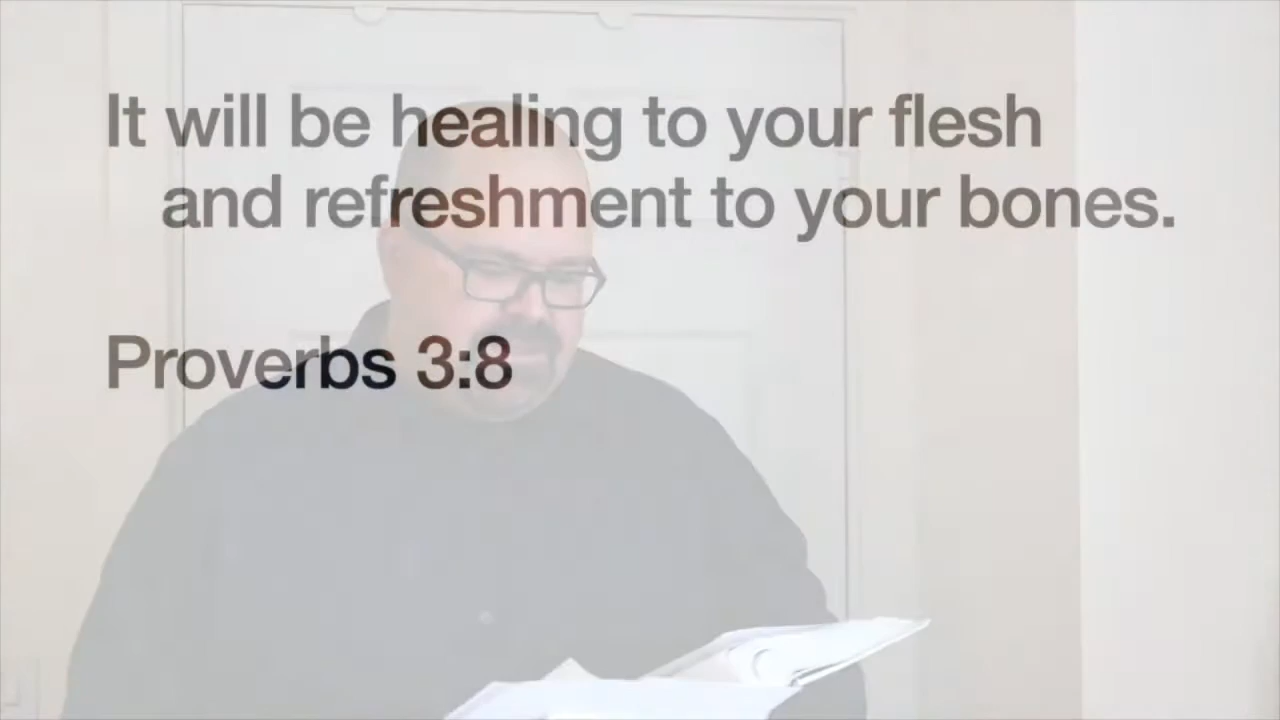 It will be healing to your flesh
and refreshment to your bones.
Proverbs 3:8